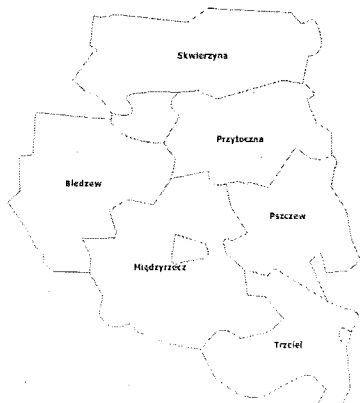 Skwierzyna
Przytoczna
Bledzew
Pszczew
Międzyrzecz
Trzciel